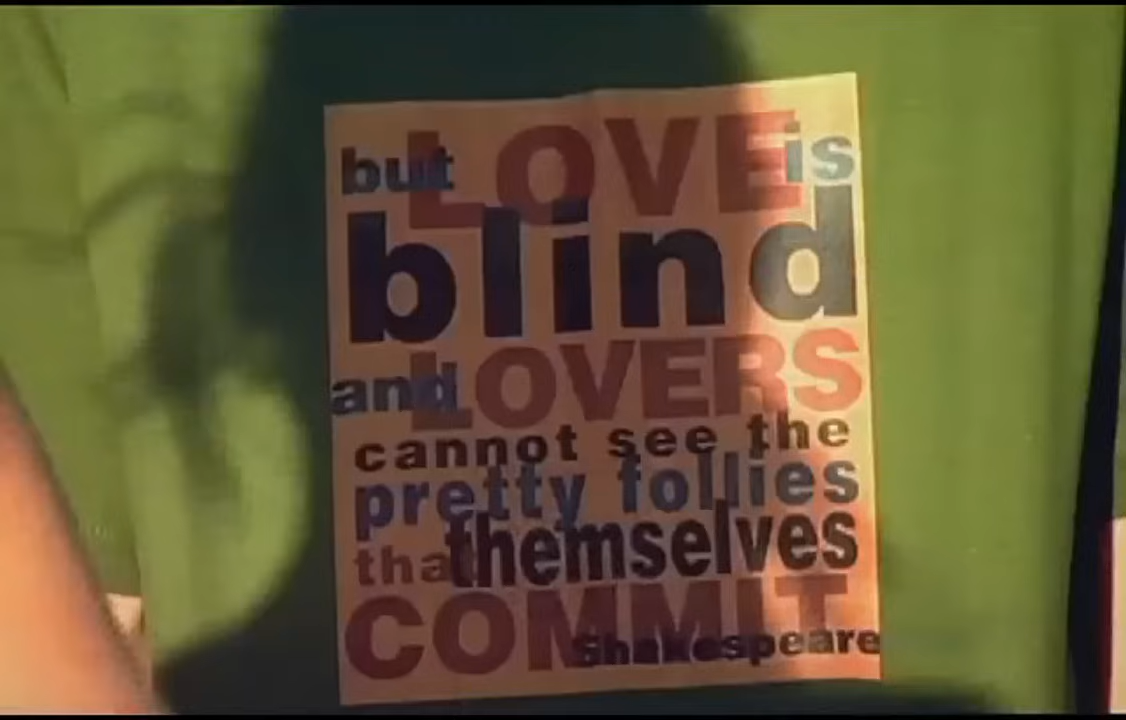 but LOVE is
blind
and LOVERS
cannot see the
pretty follies
that themselves
COMMIT
Shakespeare